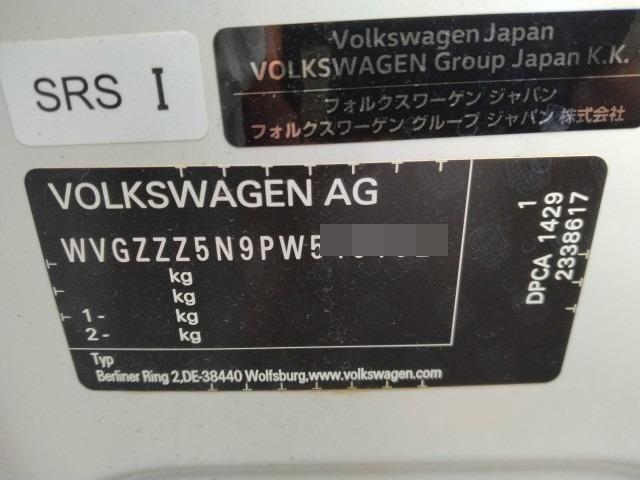 Volkswagen Japan
VOLKSWAGEN Group Japan K.K.
フォルクスワーゲン ジャパン
フォルクスワーゲン グループ ジャパン 株式会社
SRS I
VOLKSWAGEN AG
WVGZZZ5N9PW5
kg
kg
1- kg
2- kg
Typ
Berliner Ring 2,DE-38440 Wolfsburg,www.volkswagen.com
1
DPCA 1429
2338617